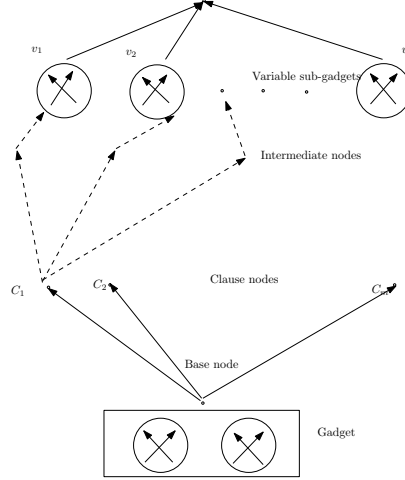 v₁
v₂
v
Variable sub-gadgets
Intermediate nodes
Clause nodes
C₁
C₂
Cₘ
Base node
Gadget